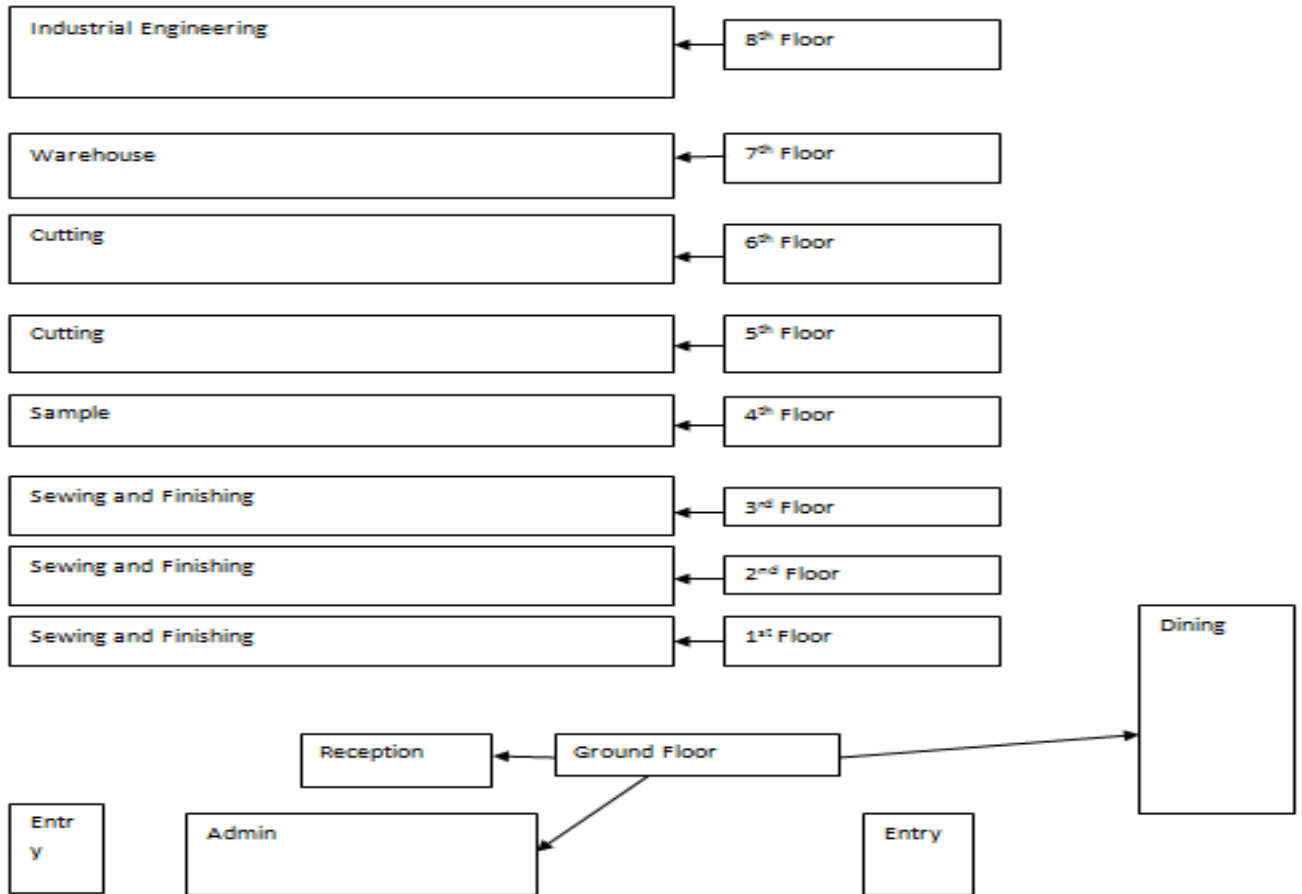 Industrial Engineering
8th Floor
Warehouse
7th Floor
Cutting
6th Floor
Cutting
5th Floor
Sample
4th Floor
Sewing and Finishing
3rd Floor
Sewing and Finishing
2nd Floor
Sewing and Finishing
1st Floor
Dining
Reception
Ground Floor
Entr
y
Admin
Entry